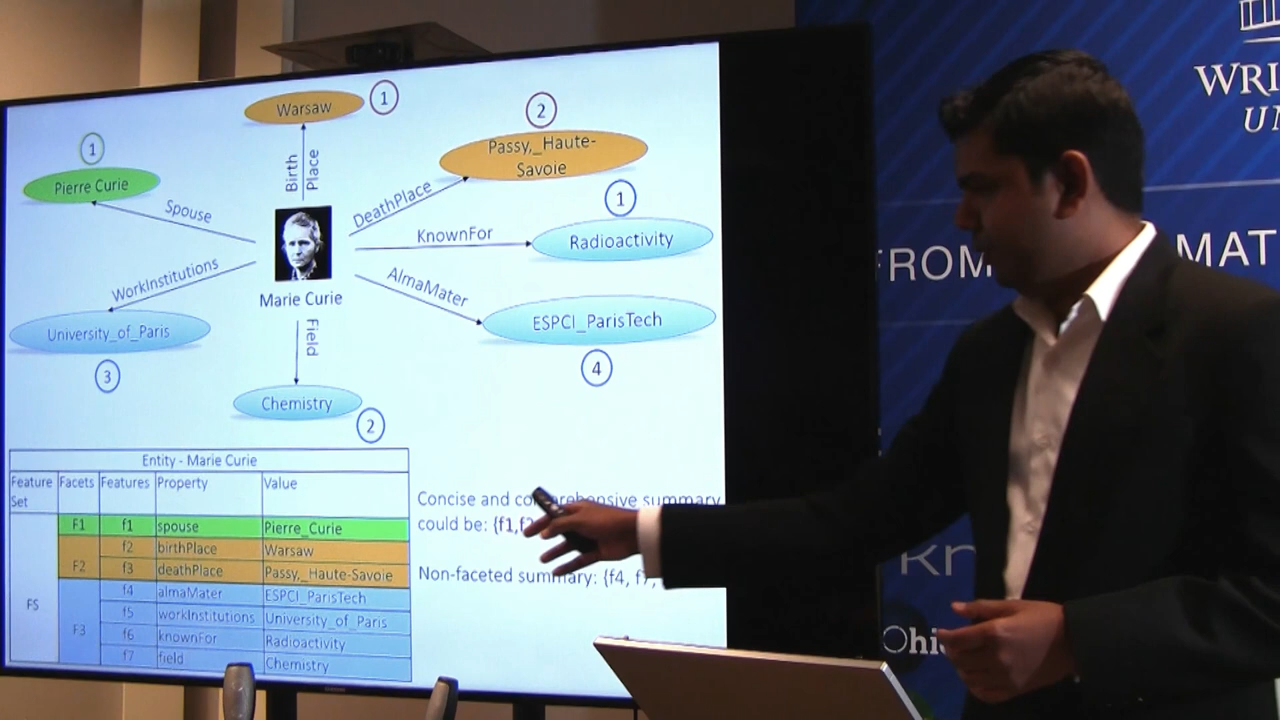 Warsaw
1
2
Passy,_Haute-
Savoie
1
Pierre Curie
Birth
Place
Spouse
DeathPlace
1
KnownFor
Radioactivity
WorkInstitutions
Marie Curie
AlmaMater
University_of_Paris
3
Field
ESPCI_ParisTech
4
Chemistry
2
Entity - Marie Curie
Feature Set Facets Features Property Value
FS
F1 f1 spouse Pierre_Curie
F2
f2 birthPlace Warsaw
f3 deathPlace Passy,_Haute-Savoie
F3
f4 almaMater ESPCI_ParisTech
f5 workInstitutions University_of_Paris
f6 knownFor Radioactivity
f7 field Chemistry
Concise and comprehensive summary
could be: {f1,
Non-faceted summary: {f4, f7,
WRI
UN
FROM MAT
Kn
Ohi